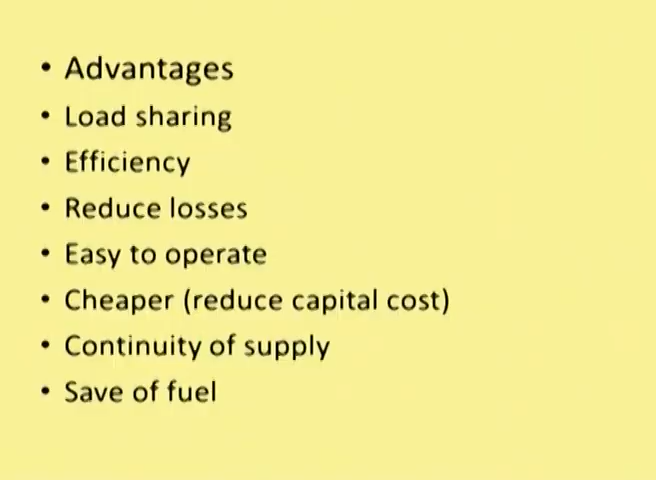 • Advantages
• Load sharing
• Efficiency
• Reduce losses
• Easy to operate
• Cheaper (reduce capital cost)
• Continuity of supply
• Save of fuel